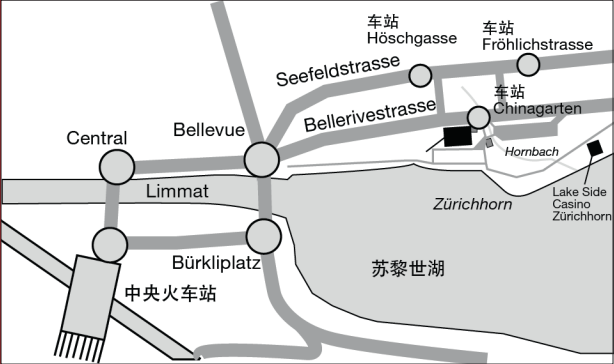 车站
Höschgasse
车站
Fröhlichstrasse
Seefeldstrasse
车站
Chinagarten
Bellerivestrasse
Bellevue
Central
Hornbach
Limmat
Zürichhorn
Lake Side
Casino
Zürichhorn
Bürkliplatz
苏黎世湖
中央火车站